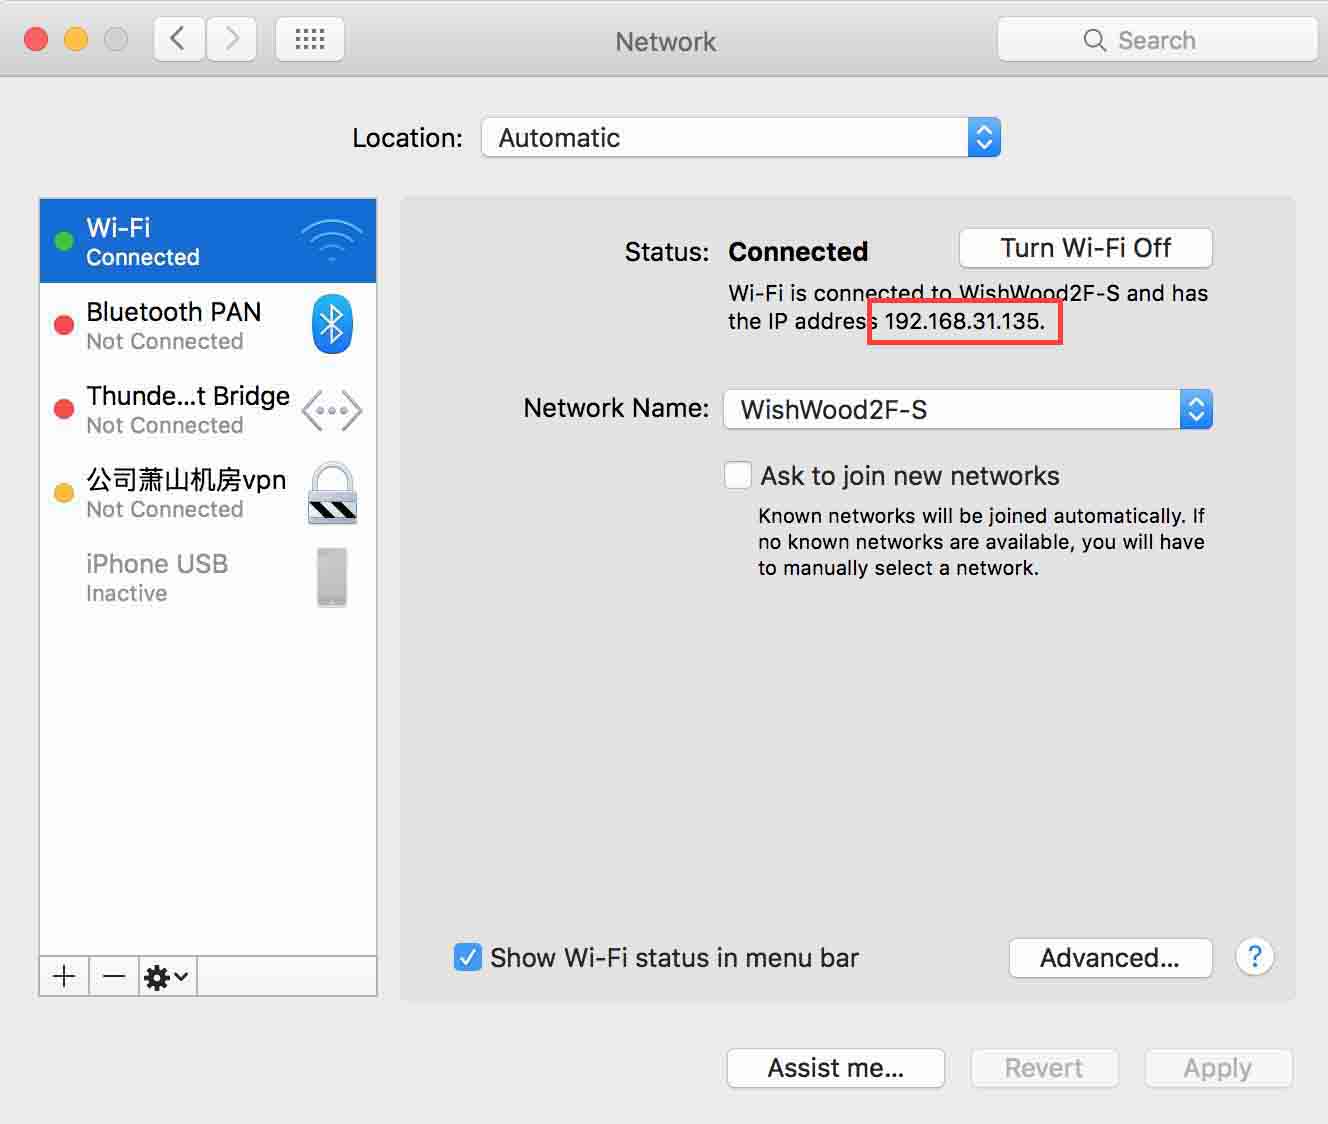 Network
Search
Location:
Automatic
Wi-Fi
Connected
Bluetooth PAN
Not Connected
Thunde...t Bridge
Not Connected
公司萧山机房vpn
Not Connected
iPhone USB
Inactive
Status:
Connected
Turn Wi-Fi Off
Wi-Fi is connected to WishWood2F-S and has
the IP address 192.168.31.135.
Network Name:
WishWood2F-S
Ask to join new networks
Known networks will be joined automatically. If
no known networks are available, you will have
to manually select a network.
Show Wi-Fi status in menu bar
Advanced...
?
Assist me...
Revert
Apply